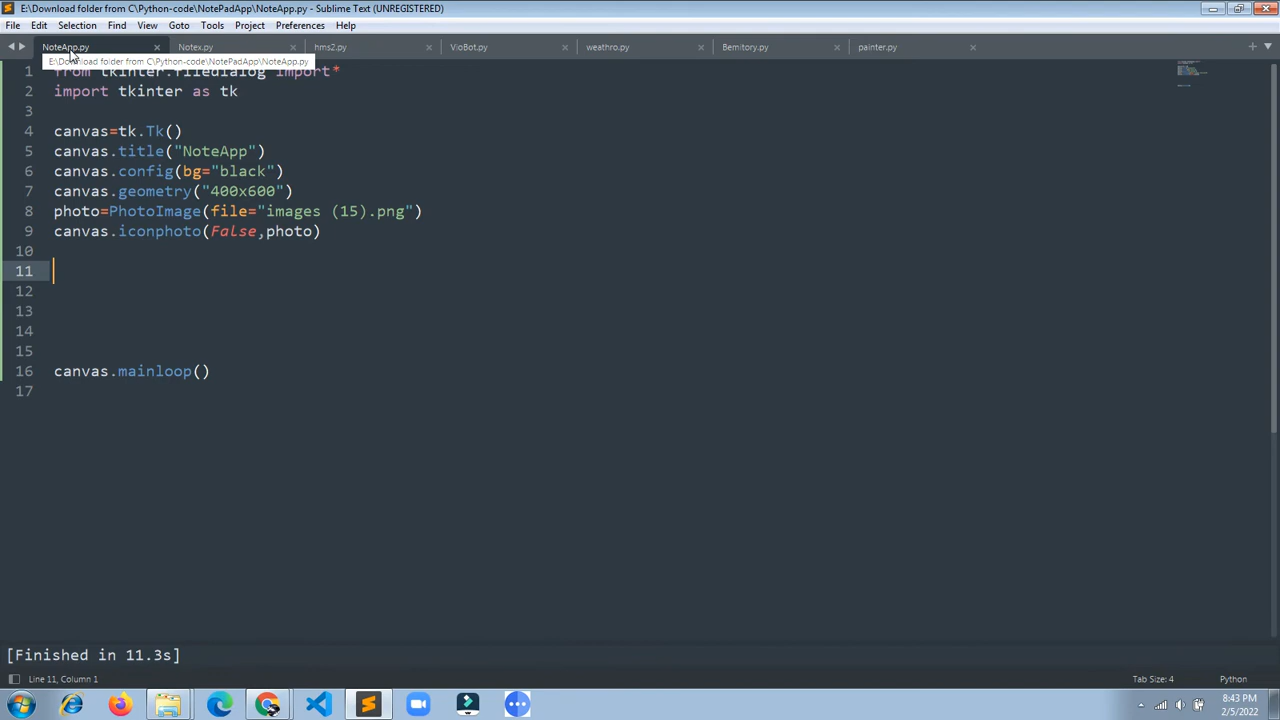 E:\Download folder from C\Python-code\NotePadApp\NoteApp.py - Sublime Text (UNREGISTERED)
File Edit Selection Find View Goto Tools Project Preferences Help
NoteApp.py Notex.py hms2.py VioBot.py weathro.py Bemitory.py painter.py
E:\Download folder from C\Python-code\NotePadApp\NoteApp.py
1 from tkinter.filedialog import*
2 import tkinter as tk
3
4 canvas=tk.Tk()
5 canvas.title("NoteApp")
6 canvas.config(bg="black")
7 canvas.geometry("400x600")
8 photo=PhotoImage(file="images (15).png")
9 canvas.iconphoto(False,photo)
10
11
12
13
14
15
16 canvas.mainloop()
17
[Finished in 11.3s]
Line 11, Column 1 Tab Size: 4 Python
8:43 PM
2/5/2022